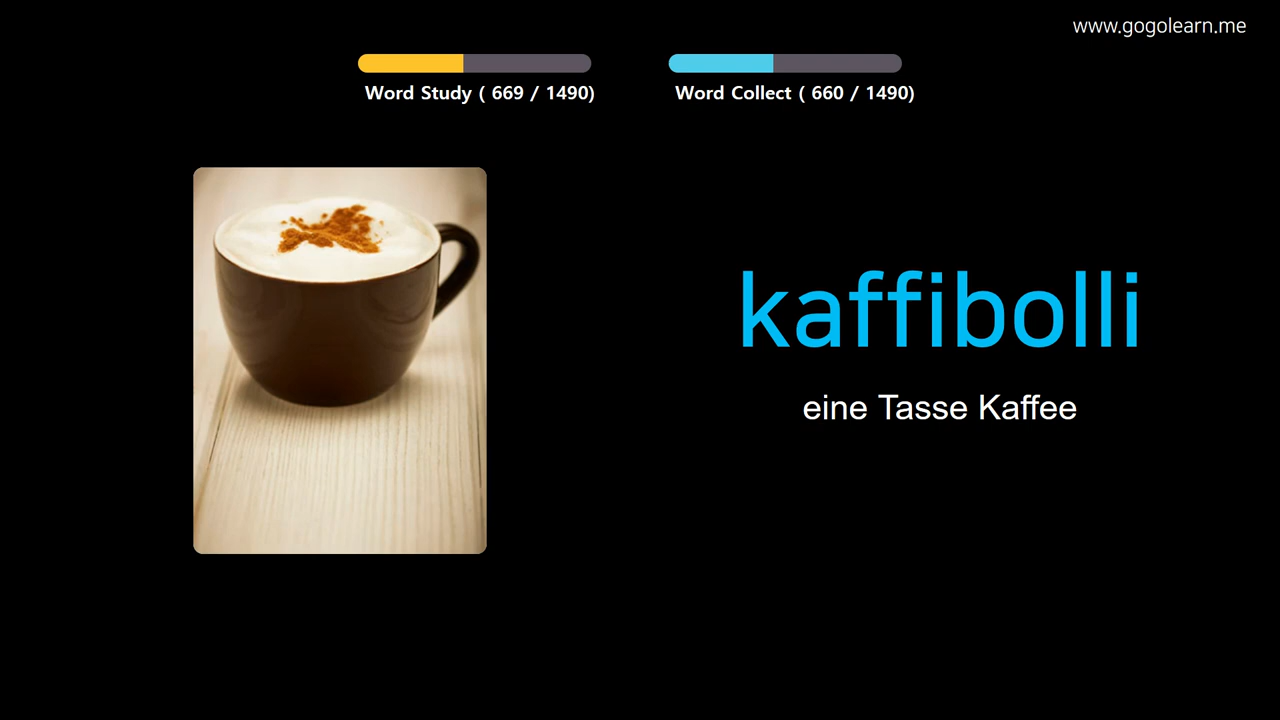 www.gogolearn.me
Word Study ( 669 / 1490)
Word Collect ( 660 / 1490)
kaffibolli
eine Tasse Kaffee